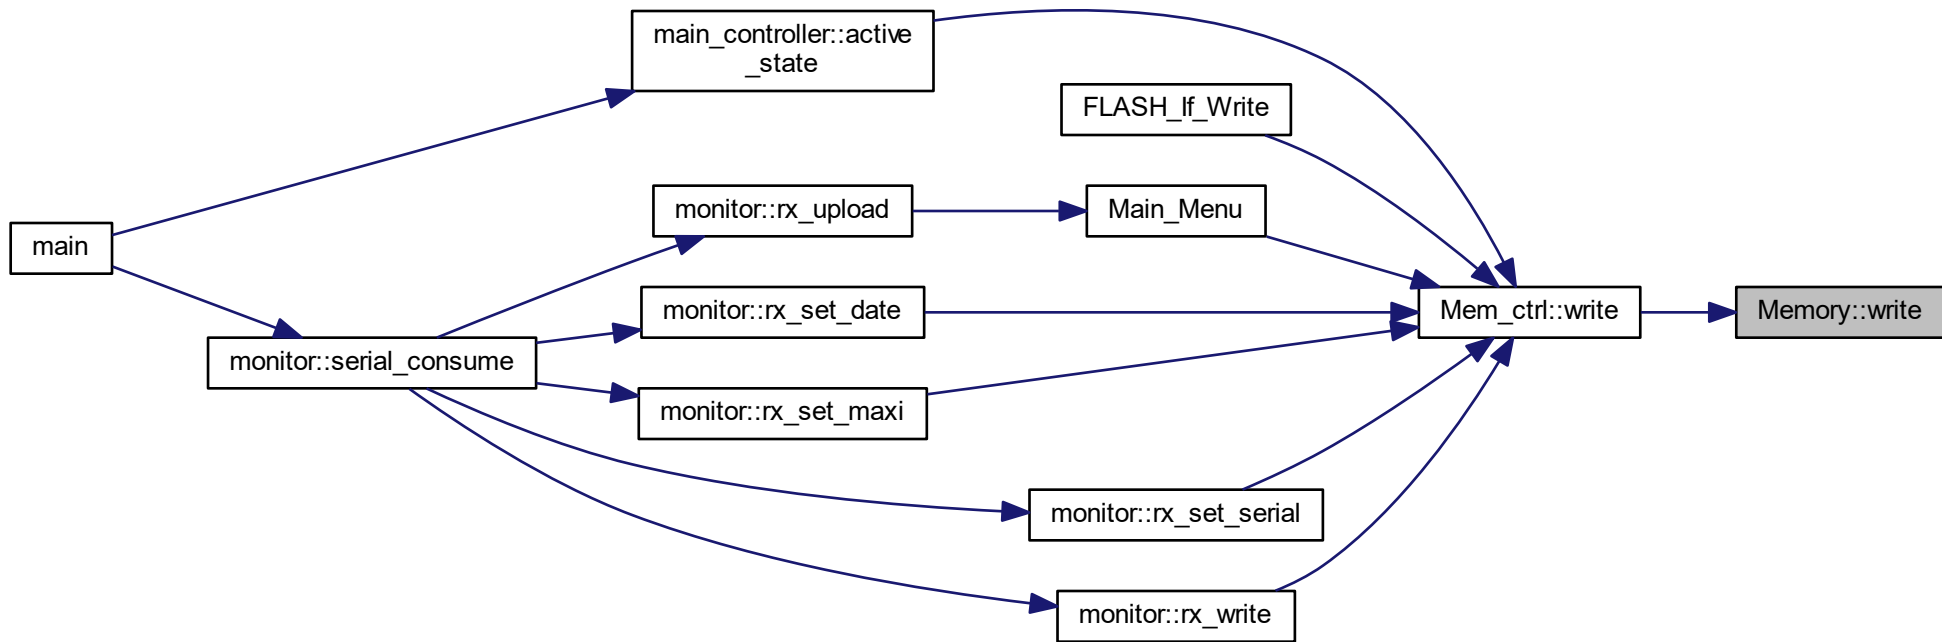 main_controller::active
_state
FLASH_If_Write
monitor::rx_upload
Main_Menu
main
monitor::rx_set_date
Mem_ctrl::write
Memory::write
monitor::serial_consume
monitor::rx_set_maxi
monitor::rx_set_serial
monitor::rx_write